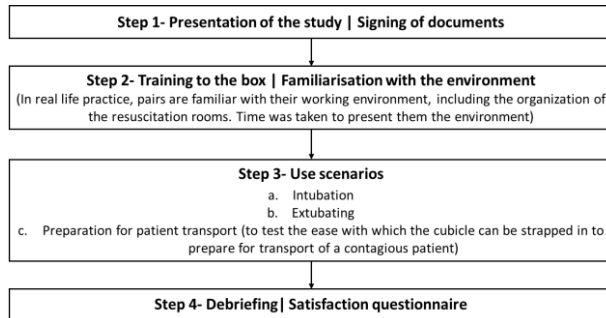 Step 1- Presentation of the study | Signing of documents
Step 2- Training to the box | Familiarisation with the environment
(In real life practice, pairs are familiar with their working environment, including the organization of
the resuscitation rooms. Time was taken to present them the environment)
Step 3- Use scenarios
a. Intubation
b. Extubating
c. Preparation for patient transport (to test the ease with which the cubicle can be strapped in to
prepare for transport of a contagious patient)
Step 4- Debriefing| Satisfaction questionnaire